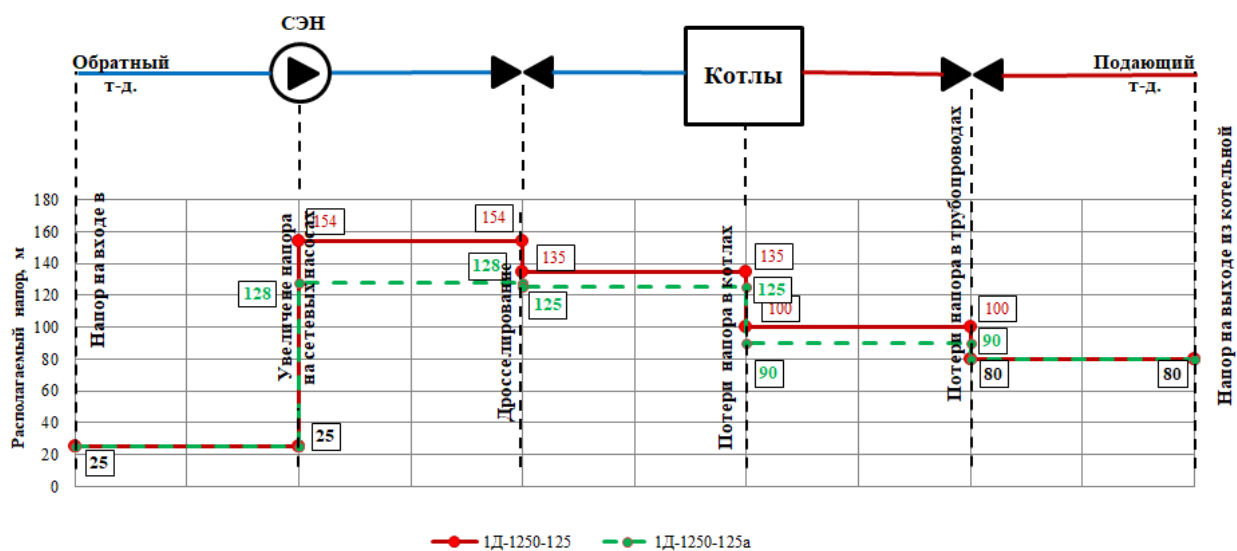 СЭН
Обратный
т-д.
Котлы
Подающий
т-д.
Располагаемый напор, м
180
160
140
120
100
80
60
40
20
0
Напор на входе в
Увеличене напора
на сетевых насосах
Дросселирование
Потери напора в котлах
Потери напора в трубопроводах
Напор на выходе из котельной
25
25
154
128
154
128
135
125
135
125
100
90
100
90
80
80
1Д-1250-125
1Д-1250-125а